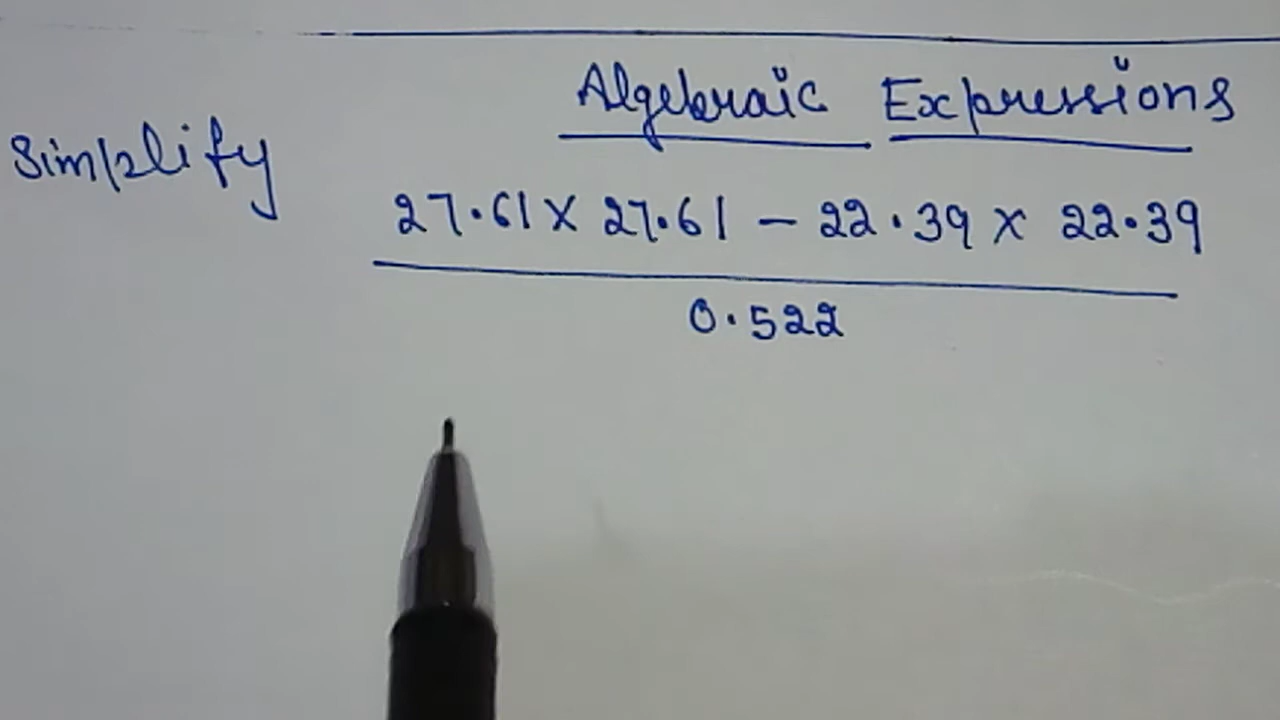 Algebraic Expressions
Simplify
27.61 × 27.61 − 22.39 × 22.39
0.522